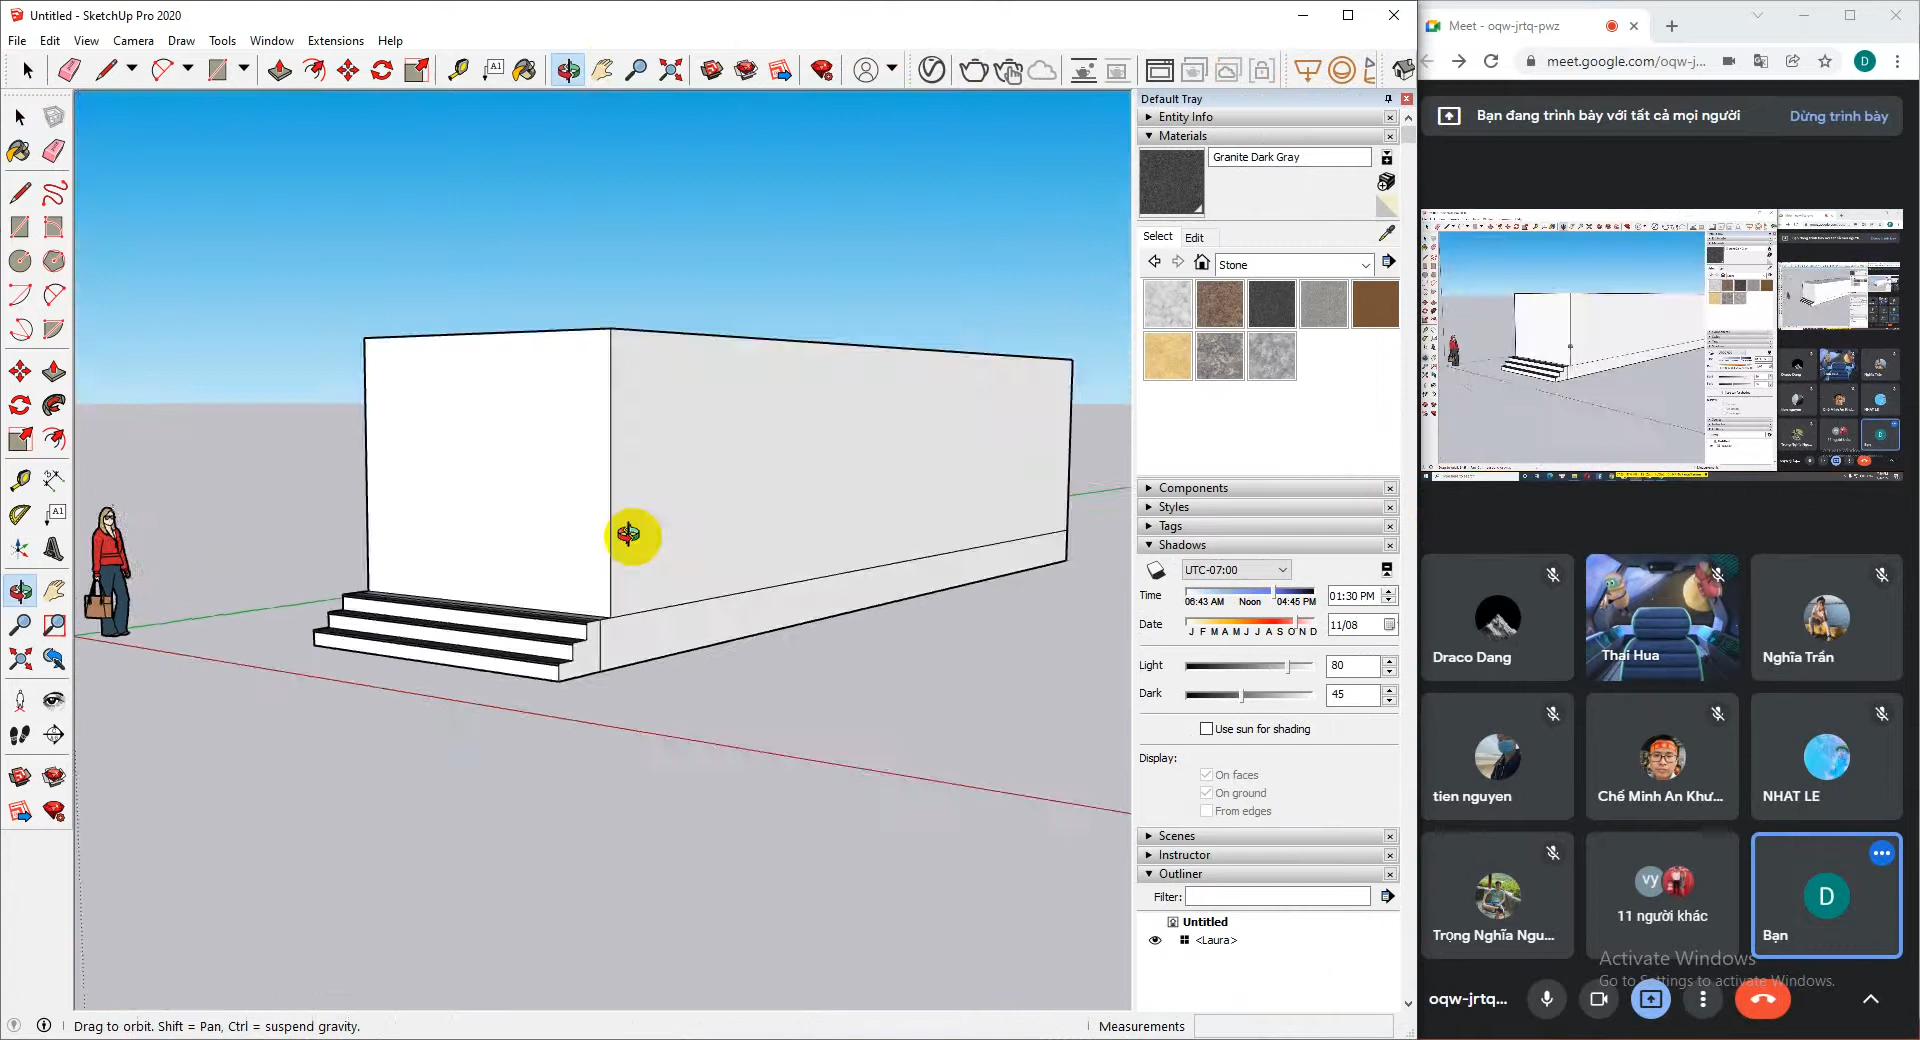 Untitled - SketchUp Pro 2020
File Edit View Camera Draw Tools Window Extensions Help
A1
Default Tray
Entity Info
Materials
Granite Dark Gray
Select Edit
Stone
Components
Styles
Tags
Shadows
UTC-07:00
Time 06:43 AM Noon 04:45 PM 01:30 PM
Date J F M A M J J A S O N D 11/08
Light 80
Dark 45
Use sun for shading
Display:
On faces
On ground
From edges
Scenes
Instructor
Outliner
Filter:
Untitled
<Laura>
A1
Drag to orbit. Shift = Pan, Ctrl = suspend gravity.
Measurements
Meet - oqw-jrtq-pwz
meet.google.com/oqw-j...
D
Bạn đang trình bày với tất cả mọi người
Dừng trình bày
Draco Dang
Thai Hua
Nghĩa Trần
tien nguyen
Chế Minh An Khư...
NHAT LE
Trọng Nghĩa Ngu...
VY
11 người khác
D
Bạn
Activate Windows
Go to Settings to activate Windows.
oqw-jrtq...